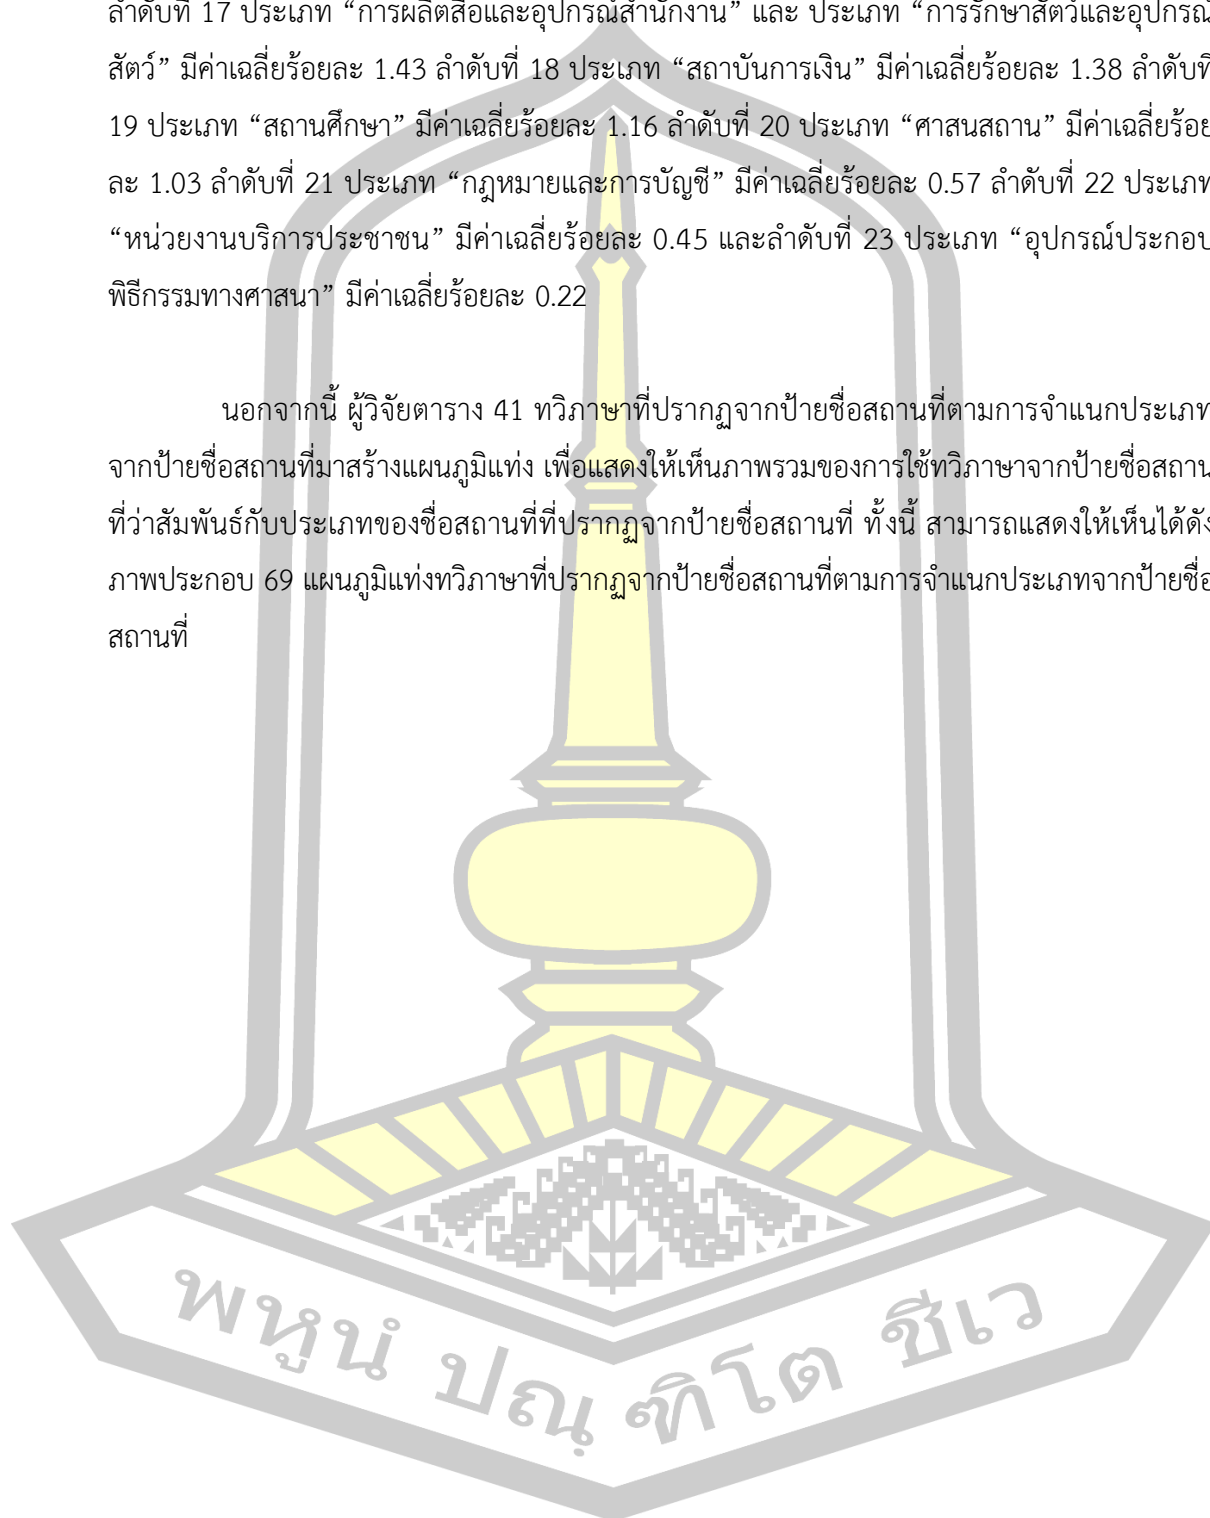 ลำดับที่ 17 ประเภท “การผลิตสื่อและอุปกรณ์สำนักงาน” และ ประเภท “การรักษาสัตว์และอุปกรณ์
สัตว์” มีค่าเฉลี่ยร้อยละ 1.43 ลำดับที่ 18 ประเภท “สถาบันการเงิน” มีค่าเฉลี่ยร้อยละ 1.38 ลำดับที่
19 ประเภท “สถานศึกษา” มีค่าเฉลี่ยร้อยละ 1.16 ลำดับที่ 20 ประเภท “ศาสนสถาน” มีค่าเฉลี่ยร้อย
ละ 1.03 ลำดับที่ 21 ประเภท “กฎหมายและการบัญชี” มีค่าเฉลี่ยร้อยละ 0.57 ลำดับที่ 22 ประเภท
“หน่วยงานบริการประชาชน” มีค่าเฉลี่ยร้อยละ 0.45 และลำดับที่ 23 ประเภท “อุปกรณ์ประกอบ
พิธีกรรมทางศาสนา” มีค่าเฉลี่ยร้อยละ 0.22
นอกจากนี้ ผู้วิจัยตาราง 41 ทวิภาษาที่ปรากฏจากป้ายชื่อสถานที่ตามการจำแนกประเภท
จากป้ายชื่อสถานที่มาสร้างแผนภูมิแท่ง เพื่อแสดงให้เห็นภาพรวมของการใช้ทวิภาษาจากป้ายชื่อสถาน
ที่ว่าสัมพันธ์กับประเภทของชื่อสถานที่ที่ปรากฏจากป้ายชื่อสถานที่ ทั้งนี้ สามารถแสดงให้เห็นได้ดัง
ภาพประกอบ 69 แผนภูมิแท่งทวิภาษาที่ปรากฏจากป้ายชื่อสถานที่ตามการจำแนกประเภทจากป้ายชื่อ
สถานที่
พหูนํ ปณฺฑิโต ชีเว